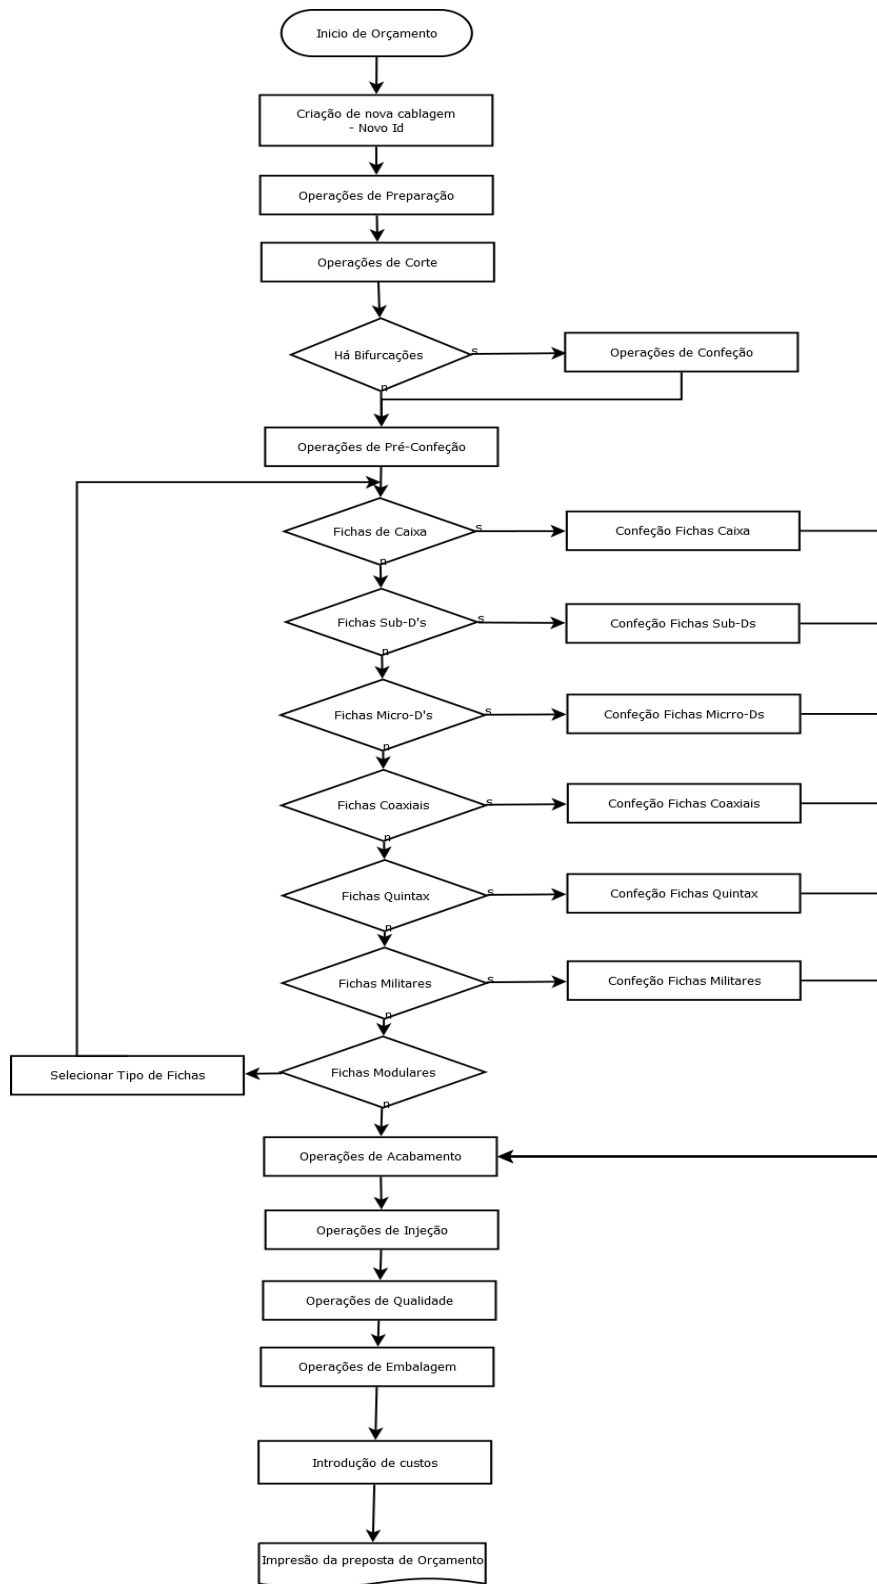 Inicio de Orçamento
Criação de nova cablagem
- Novo Id
Operações de Preparação
Operações de Corte
Há Bifurcações
s
Operações de Confeção
n
Operações de Pré-Confeção
Fichas de Caixa
s
Confeção Fichas Caixa
n
Fichas Sub-D's
s
Confeção Fichas Sub-Ds
n
Fichas Micro-D's
s
Confeção Fichas Micrro-Ds
n
Fichas Coaxiais
s
Confeção Fichas Coaxiais
n
Fichas Quintax
s
Confeção Fichas Quintax
n
Fichas Militares
s
Confeção Fichas Militares
n
Fichas Modulares
Selecionar Tipo de Fichas
n
Operações de Acabamento
Operações de Injeção
Operações de Qualidade
Operações de Embalagem
Introdução de custos
Impresão da preposta de Orçamento